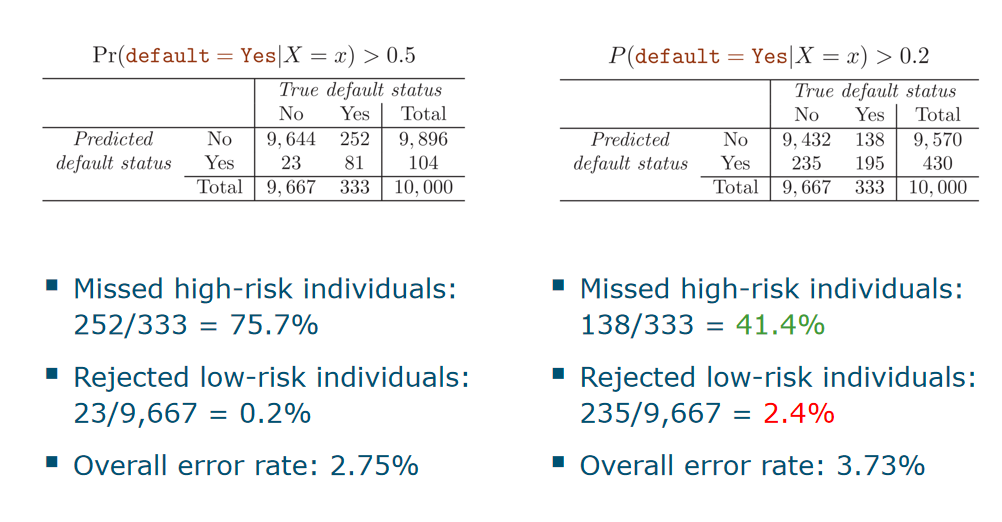 Pr(default = Yes|X = x) > 0.5
True default status
No Yes Total
Predicted No 9,644 252 9,896
default status Yes 23 81 104
Total 9,667 333 10,000
▪ Missed high-risk individuals:
252/333 = 75.7%
▪ Rejected low-risk individuals:
23/9,667 = 0.2%
▪ Overall error rate: 2.75%
P(default = Yes|X = x) > 0.2
True default status
No Yes Total
Predicted No 9,432 138 9,570
default status Yes 235 195 430
Total 9,667 333 10,000
▪ Missed high-risk individuals:
138/333 = 41.4%
▪ Rejected low-risk individuals:
235/9,667 = 2.4%
▪ Overall error rate: 3.73%